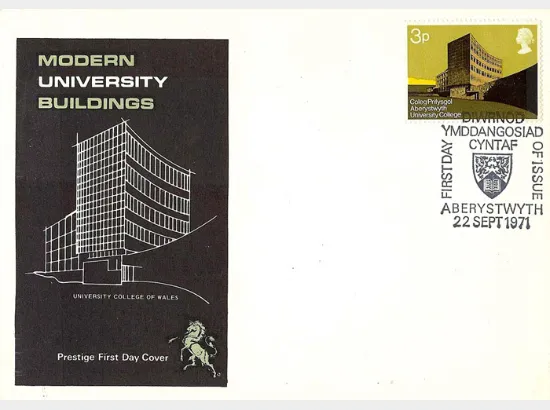 MODERN
UNIVERSITY
BUILDINGS
UNIVERSITY COLLEGE OF WALES
Prestige First Day Cover
3p
Coleg Prifysgol
Aberystwyth
University College
DIWRNOD
YMDDANGOSIAD
CYNTAF
FIRST DAY
OF ISSUE
ABERYSTWYTH
22 SEPT 1971